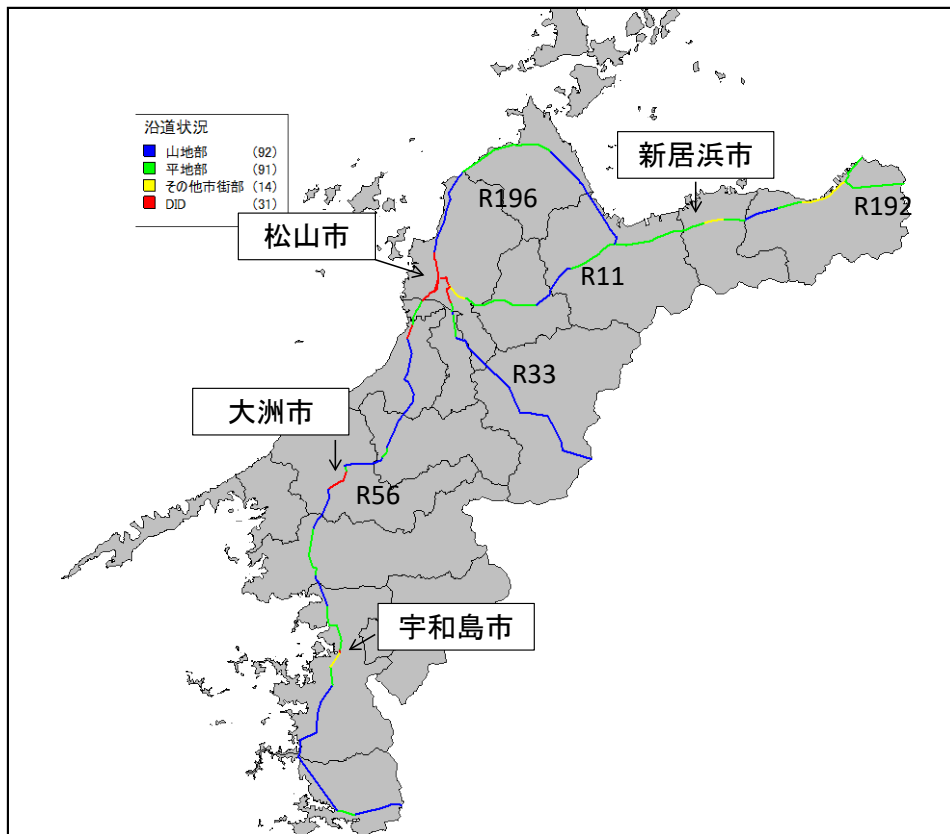 沿道状況
山地部 (92)
平地部 (91)
その他市街部 (14)
DID (31)
新居浜市
R196
R192
松山市
R11
R33
大洲市
R56
宇和島市